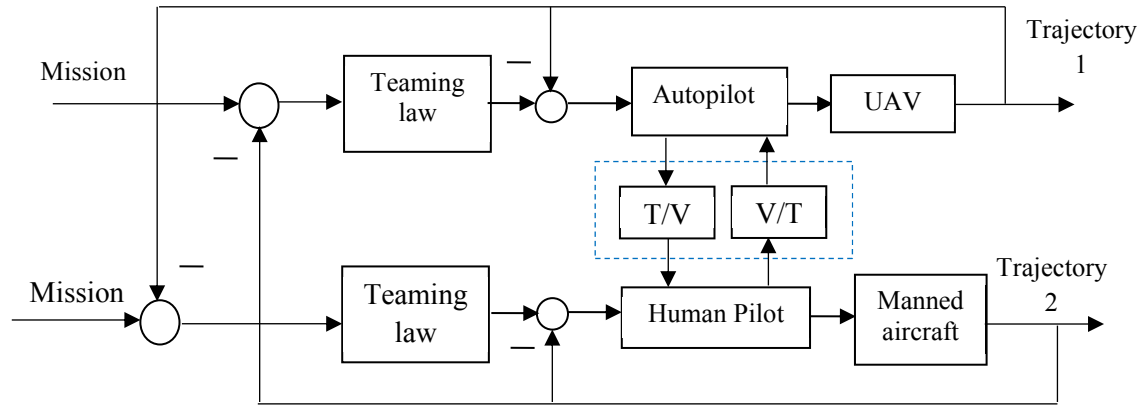 Mission
Teaming
law
Autopilot
UAV
Trajectory
1
T/V
V/T
Mission
Teaming
law
Human Pilot
Manned
aircraft
Trajectory
2